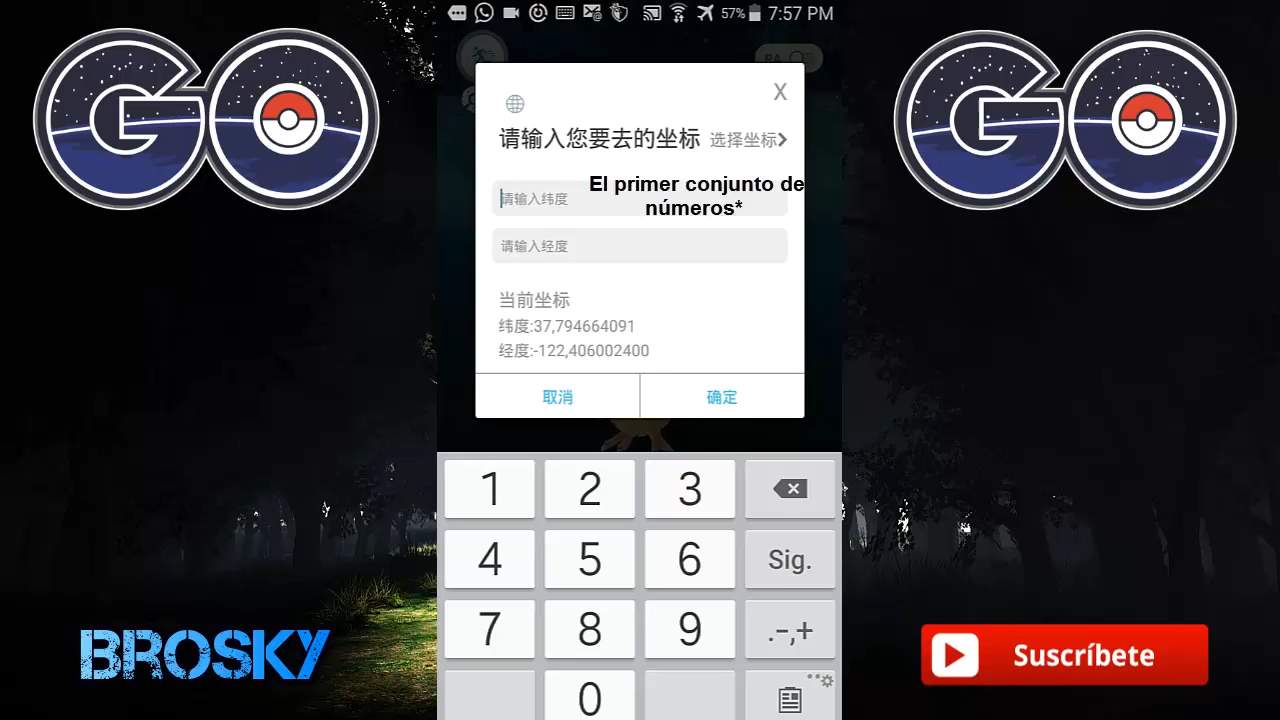 GO
57% 7:57 PM
GO
X
请输入您要去的坐标 选择坐标
El primer conjunto de
números*
请输入纬度
请输入经度
当前坐标
纬度:37,794664091
经度:-122,406002400
取消 确定
1 2 3
4 5 6 Sig.
7 8 9 .-,+
0
BROSKY
Suscríbete